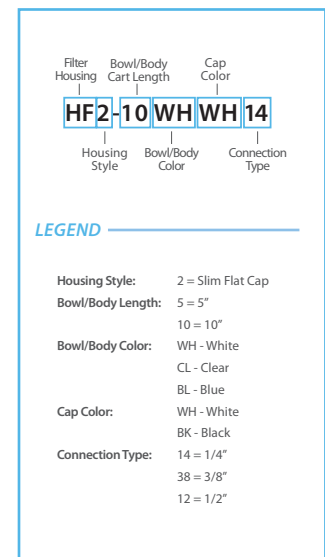 Filter Housing Bowl/Body Cart Length Cap Color
HF2-10WHWH14
Housing Style Bowl/Body Color Connection Type
LEGEND
Housing Style: 2 = Slim Flat Cap
Bowl/Body Length: 5 = 5”
10 = 10”
Bowl/Body Color: WH - White
CL - Clear
BL - Blue
Cap Color: WH - White
BK - Black
Connection Type: 14 = 1/4”
38 = 3/8”
12 = 1/2”